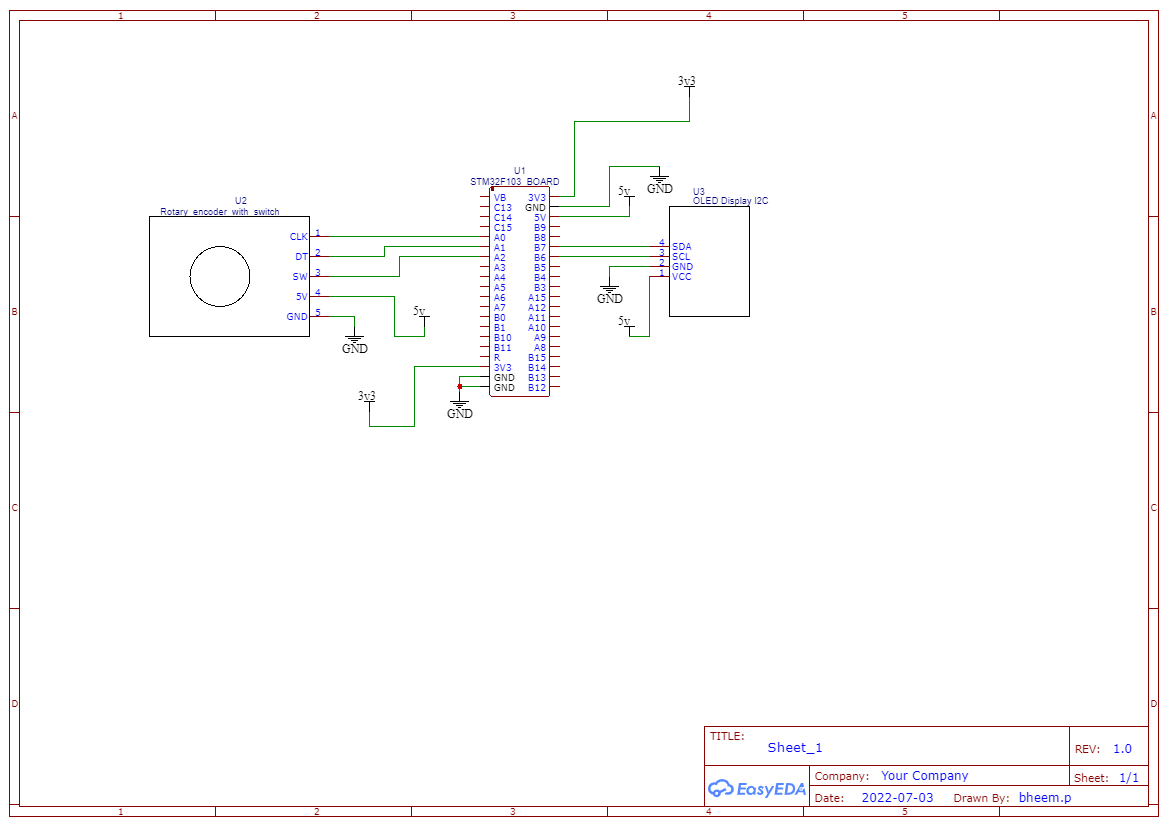 1 2 3 4 5
A A
B B
C C
D D
3v3
U1
STM32F103_BOARD
VB 3V3
C13 GND
C14 5V
C15 B9
A0 B8
A1 B7
A2 B6
A3 B5
A4 B4
A5 B3
A6 A15
A7 A12
B0 A11
B1 A10
B10 A9
B11 A8
R B15
3V3 B14
GND B13
GND B12
GND
5v
U2
Rotary encoder with switch
CLK 1
DT 2
SW 3
5V 4
GND 5
5v
GND
3v3
GND
U3
OLED Display I2C
4 SDA
3 SCL
2 GND
1 VCC
GND
5v
TITLE:
Sheet_1
REV: 1.0
EasyEDA
Company: Your Company
Sheet: 1/1
Date: 2022-07-03 Drawn By: bheem.p
1 2 3 4 5